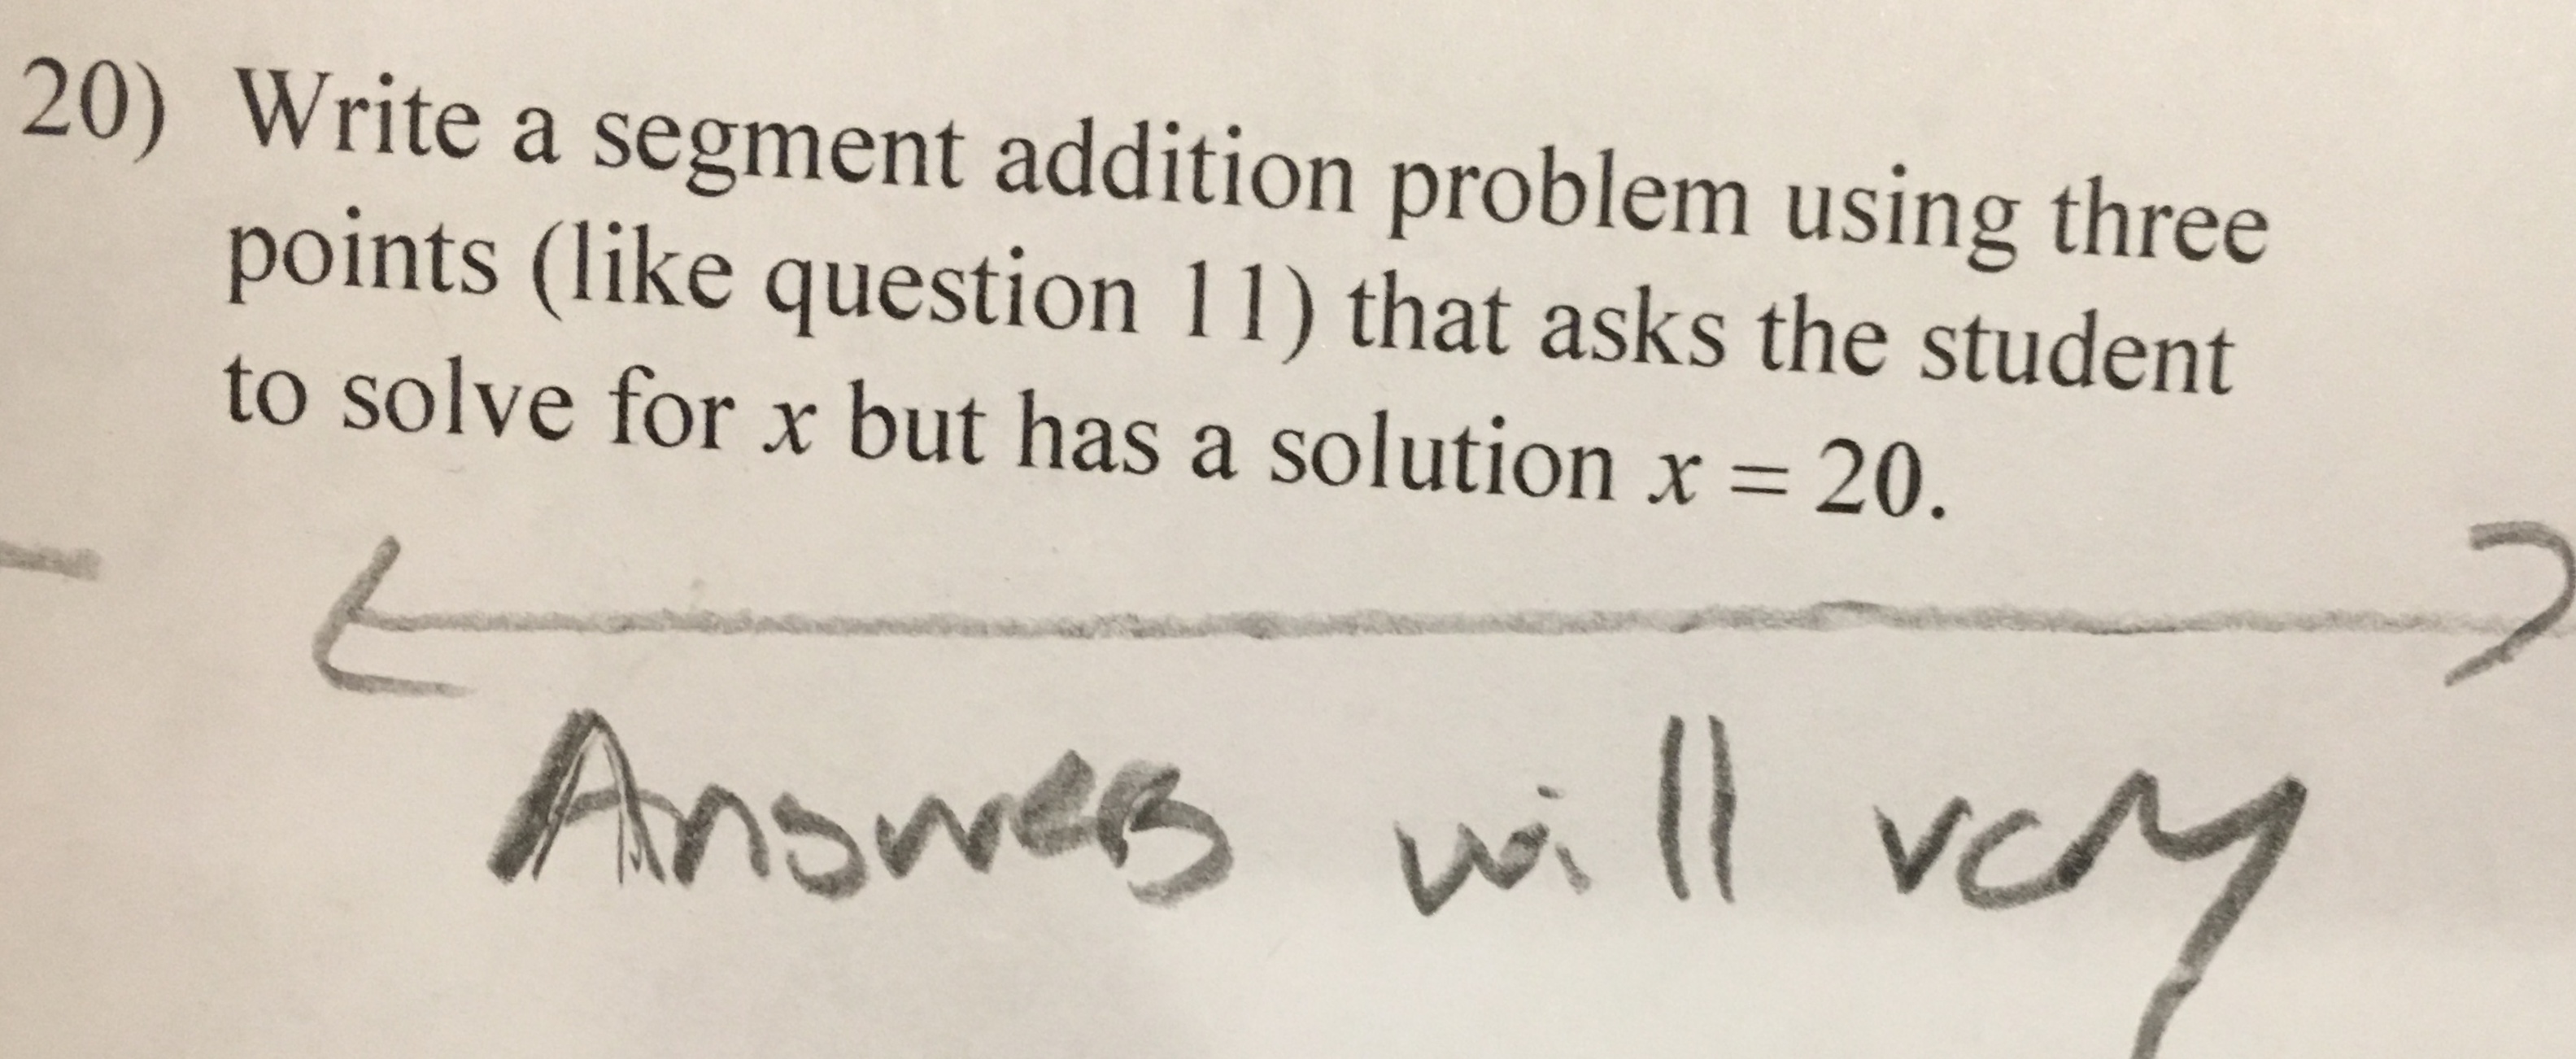 20) Write a segment addition problem using three
points (like question 11) that asks the student
to solve for x but has a solution x = 20.
Answers will vary